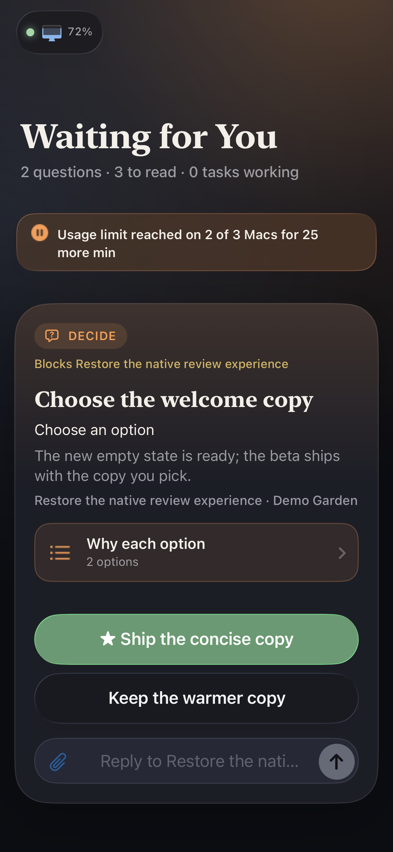 72%
Waiting for You
2 questions · 3 to read · 0 tasks working
Usage limit reached on 2 of 3 Macs for 25
more min
DECIDE
Blocks Restore the native review experience
Choose the welcome copy
Choose an option
The new empty state is ready; the beta ships
with the copy you pick.
Restore the native review experience · Demo Garden
Why each option
2 options
★ Ship the concise copy
Keep the warmer copy
Reply to Restore the nati...